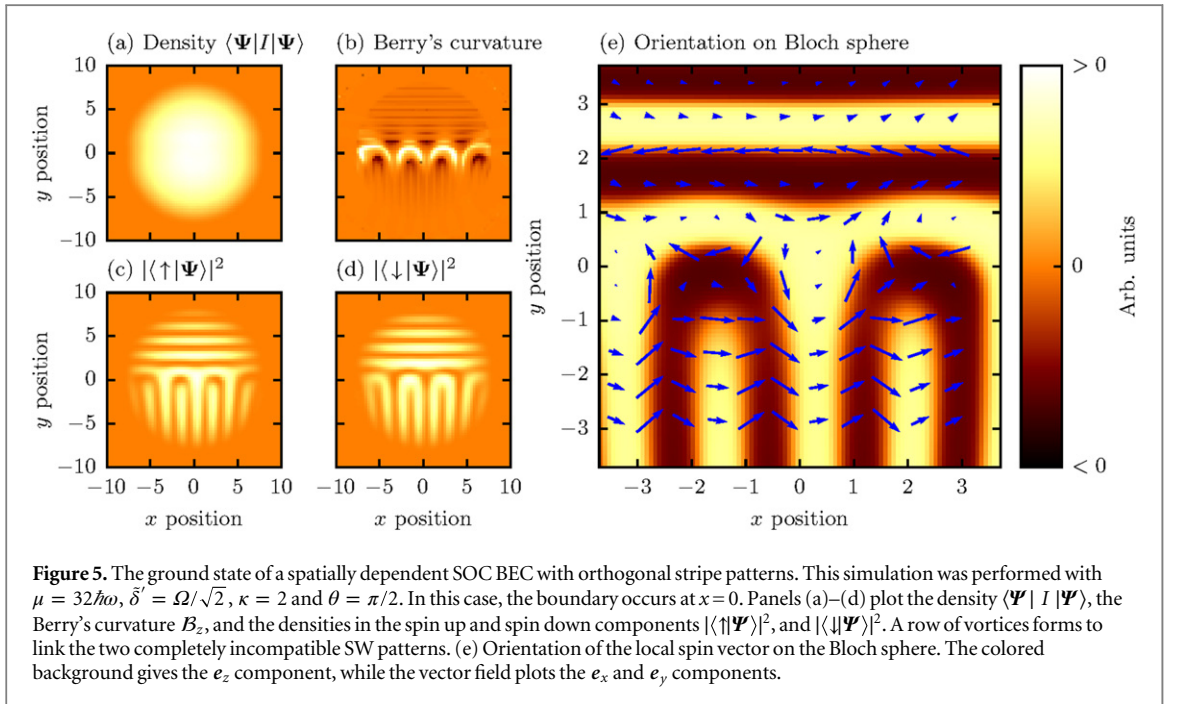 (a) Density ⟨Ψ|I|Ψ⟩
(b) Berry's curvature
(e) Orientation on Bloch sphere
10
5
0
−5
−10
y position
> 0
0
< 0
Arb. units
3
2
1
0
−1
−2
−3
y position
−3 −2 −1 0 1 2 3
x position
(c) |⟨↑|Ψ⟩|²
(d) |⟨↓|Ψ⟩|²
10
5
0
−5
−10
y position
−10 −5 0 5 10
x position
−10 −5 0 5 10
x position
Figure 5. The ground state of a spatially dependent SOC BEC with orthogonal stripe patterns. This simulation was performed with
μ = 32ℏω, δ̃′ = Ω/√2, κ = 2 and θ = π/2. In this case, the boundary occurs at x = 0. Panels (a)–(d) plot the density ⟨Ψ| I |Ψ⟩, the
Berry's curvature ℬz, and the densities in the spin up and spin down components |⟨⇑|Ψ⟩|², and |⟨⇓|Ψ⟩|². A row of vortices forms to
link the two completely incompatible SW patterns. (e) Orientation of the local spin vector on the Bloch sphere. The colored
background gives the ez component, while the vector field plots the ex and ey components.